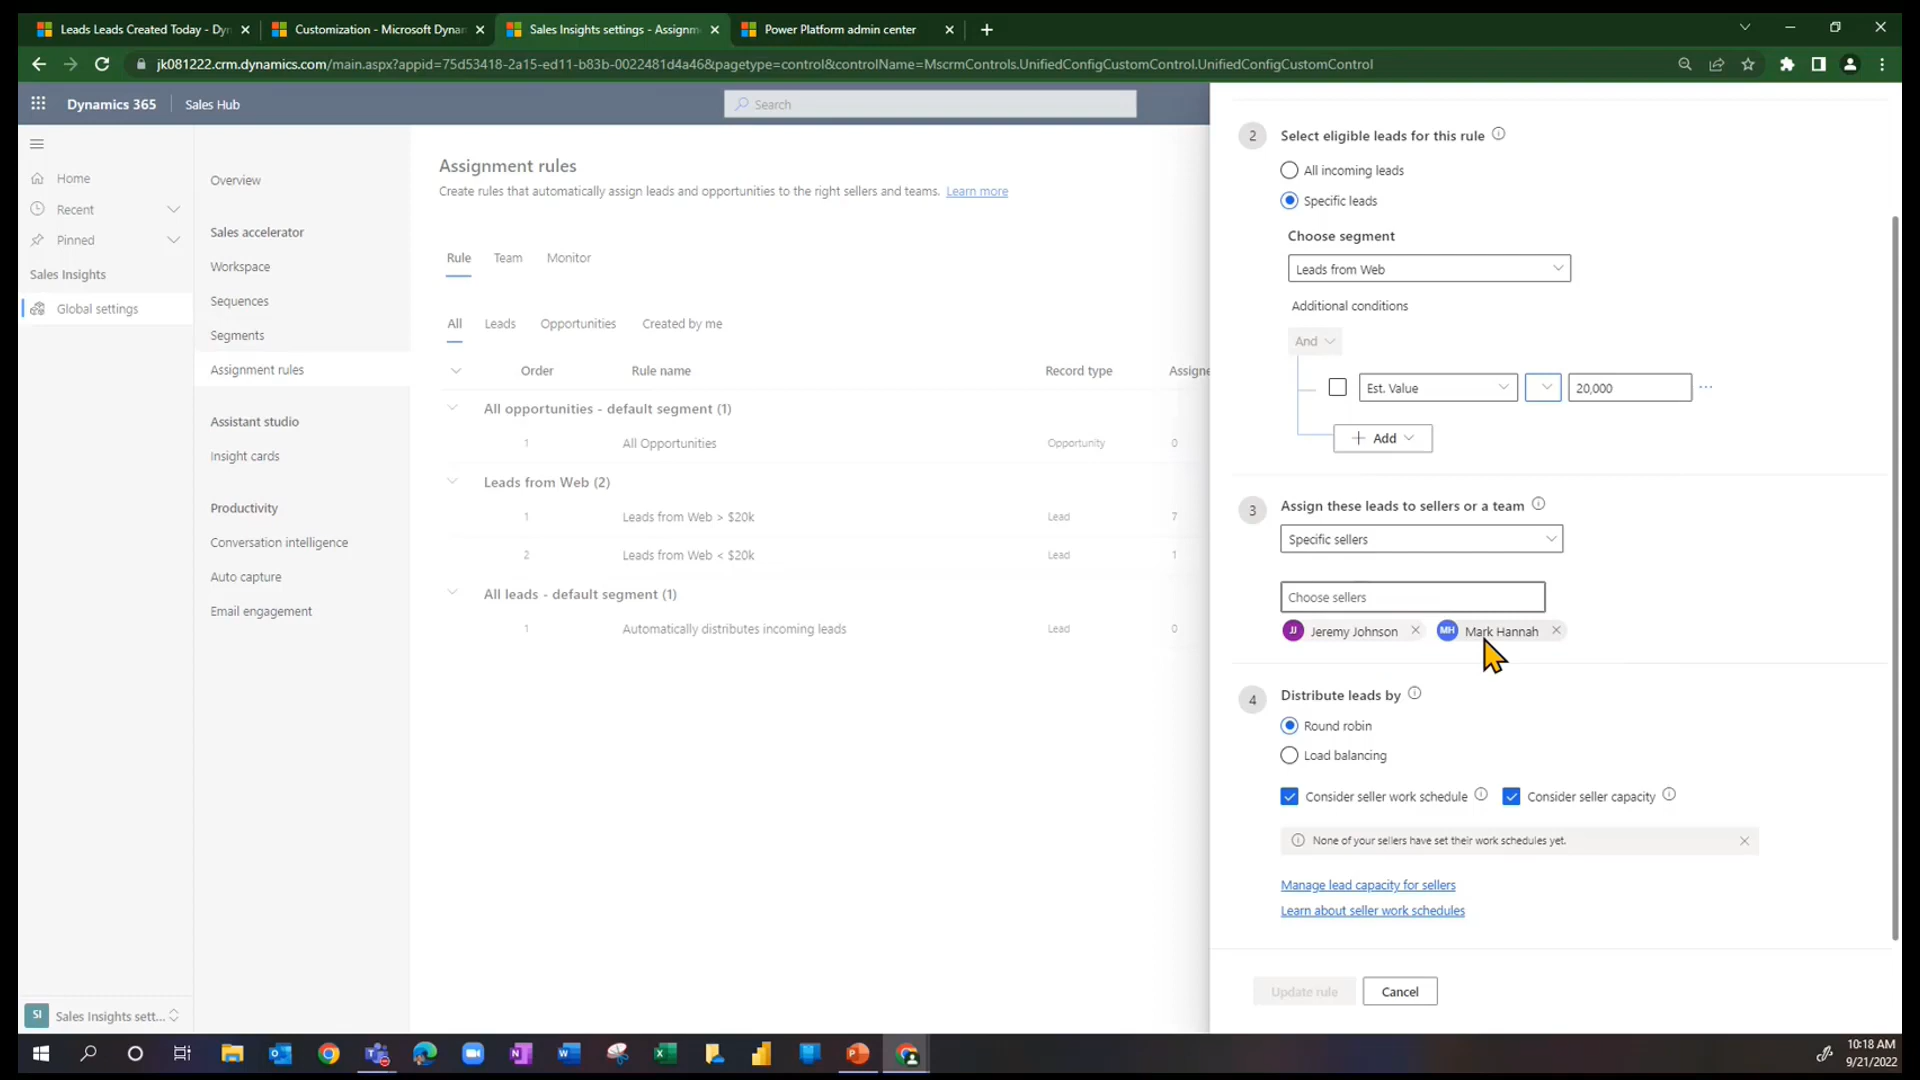 Leads Leads Created Today - Dyn
Customization - Microsoft Dynam
Sales Insights settings - Assignm
Power Platform admin center
jk081222.crm.dynamics.com/main.aspx?appid=75d53418-2a15-ed11-b83b-0022481d4a46&pagetype=control&controlName=MscrmControls.UnifiedConfigCustomControl.UnifiedConfigCustomControl
Dynamics 365
Sales Hub
Search
Home
Recent
Pinned
Sales Insights
Global settings
SI
Sales Insights sett...
Overview
Sales accelerator
Workspace
Sequences
Segments
Assignment rules
Assistant studio
Insight cards
Productivity
Conversation intelligence
Auto capture
Email engagement
Assignment rules
Create rules that automatically assign leads and opportunities to the right sellers and teams. Learn more
Rule Team Monitor
All Leads Opportunities Created by me
Order Rule name Record type Assigne
All opportunities - default segment (1)
1 All Opportunities Opportunity 0
Leads from Web (2)
1 Leads from Web > $20k Lead 7
2 Leads from Web < $20k Lead 1
All leads - default segment (1)
1 Automatically distributes incoming leads Lead 0
2 Select eligible leads for this rule
All incoming leads
Specific leads
Choose segment
Leads from Web
Additional conditions
And
Est. Value 20,000
Add
3 Assign these leads to sellers or a team
Specific sellers
Choose sellers
JJ Jeremy Johnson MH Mark Hannah
4 Distribute leads by
Round robin
Load balancing
Consider seller work schedule Consider seller capacity
None of your sellers have set their work schedules yet.
Manage lead capacity for sellers
Learn about seller work schedules
Update rule Cancel
10:18 AM
9/21/2022